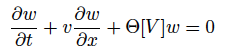 ∂w/∂t + v ∂w/∂x + Θ[V]w = 0